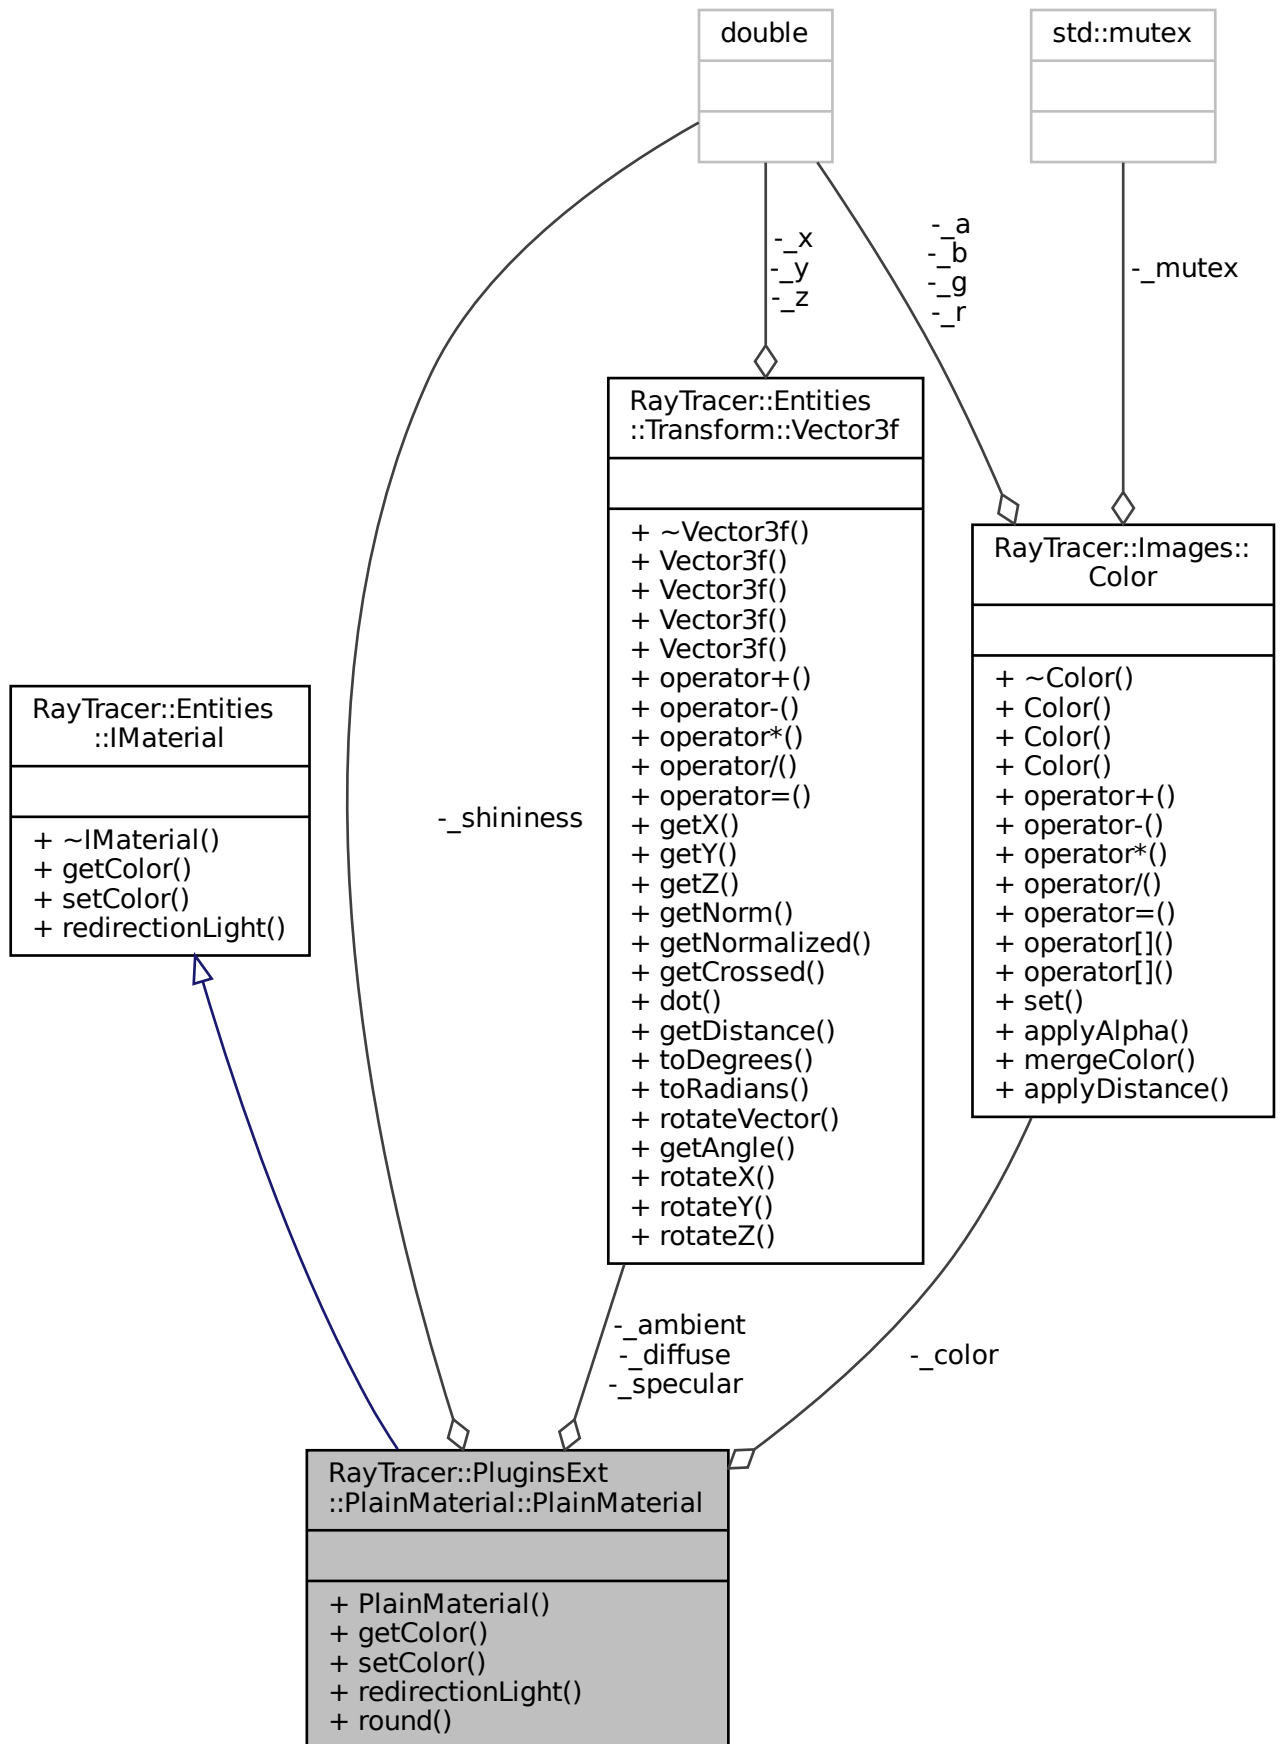 double
std::mutex
-_x
-_y
-_z
-_a
-_b
-_g
-_r
-_mutex
RayTracer::Entities
::Transform::Vector3f
+ ~Vector3f()
+ Vector3f()
+ Vector3f()
+ Vector3f()
+ Vector3f()
+ operator+()
+ operator-()
+ operator*()
+ operator/()
+ operator=()
+ getX()
+ getY()
+ getZ()
+ getNorm()
+ getNormalized()
+ getCrossed()
+ dot()
+ getDistance()
+ toDegrees()
+ toRadians()
+ rotateVector()
+ getAngle()
+ rotateX()
+ rotateY()
+ rotateZ()
RayTracer::Images::
Color
+ ~Color()
+ Color()
+ Color()
+ Color()
+ operator+()
+ operator-()
+ operator*()
+ operator/()
+ operator=()
+ operator[]()
+ operator[]()
+ set()
+ applyAlpha()
+ mergeColor()
+ applyDistance()
RayTracer::Entities
::IMaterial
+ ~IMaterial()
+ getColor()
+ setColor()
+ redirectionLight()
-_shininess
-_ambient
-_diffuse
-_specular
-_color
RayTracer::PluginsExt
::PlainMaterial::PlainMaterial
+ PlainMaterial()
+ getColor()
+ setColor()
+ redirectionLight()
+ round()